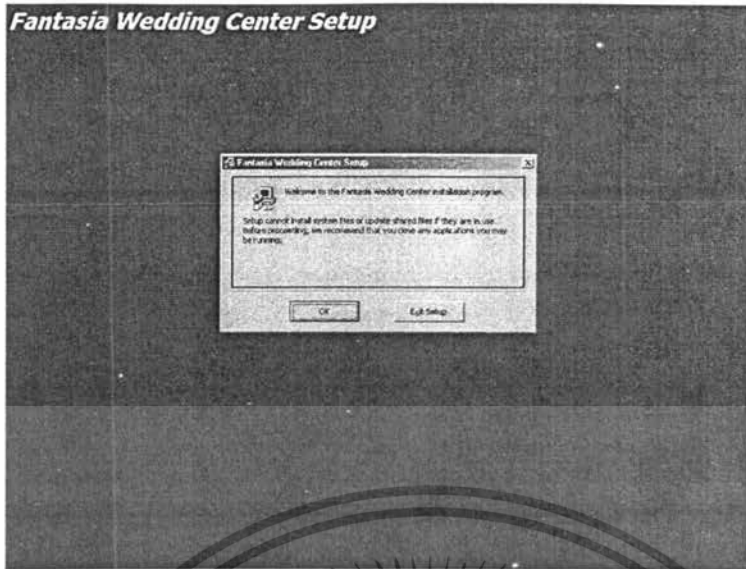 Fantasia Wedding Center Setup
Fantasia Wedding Center Setup
Welcome to the Fantasia Wedding Center installation program.
Setup cannot install system files or update shared files if they are in use.
Before proceeding, we recommend that you close any applications you may
be running.
OK
Exit Setup